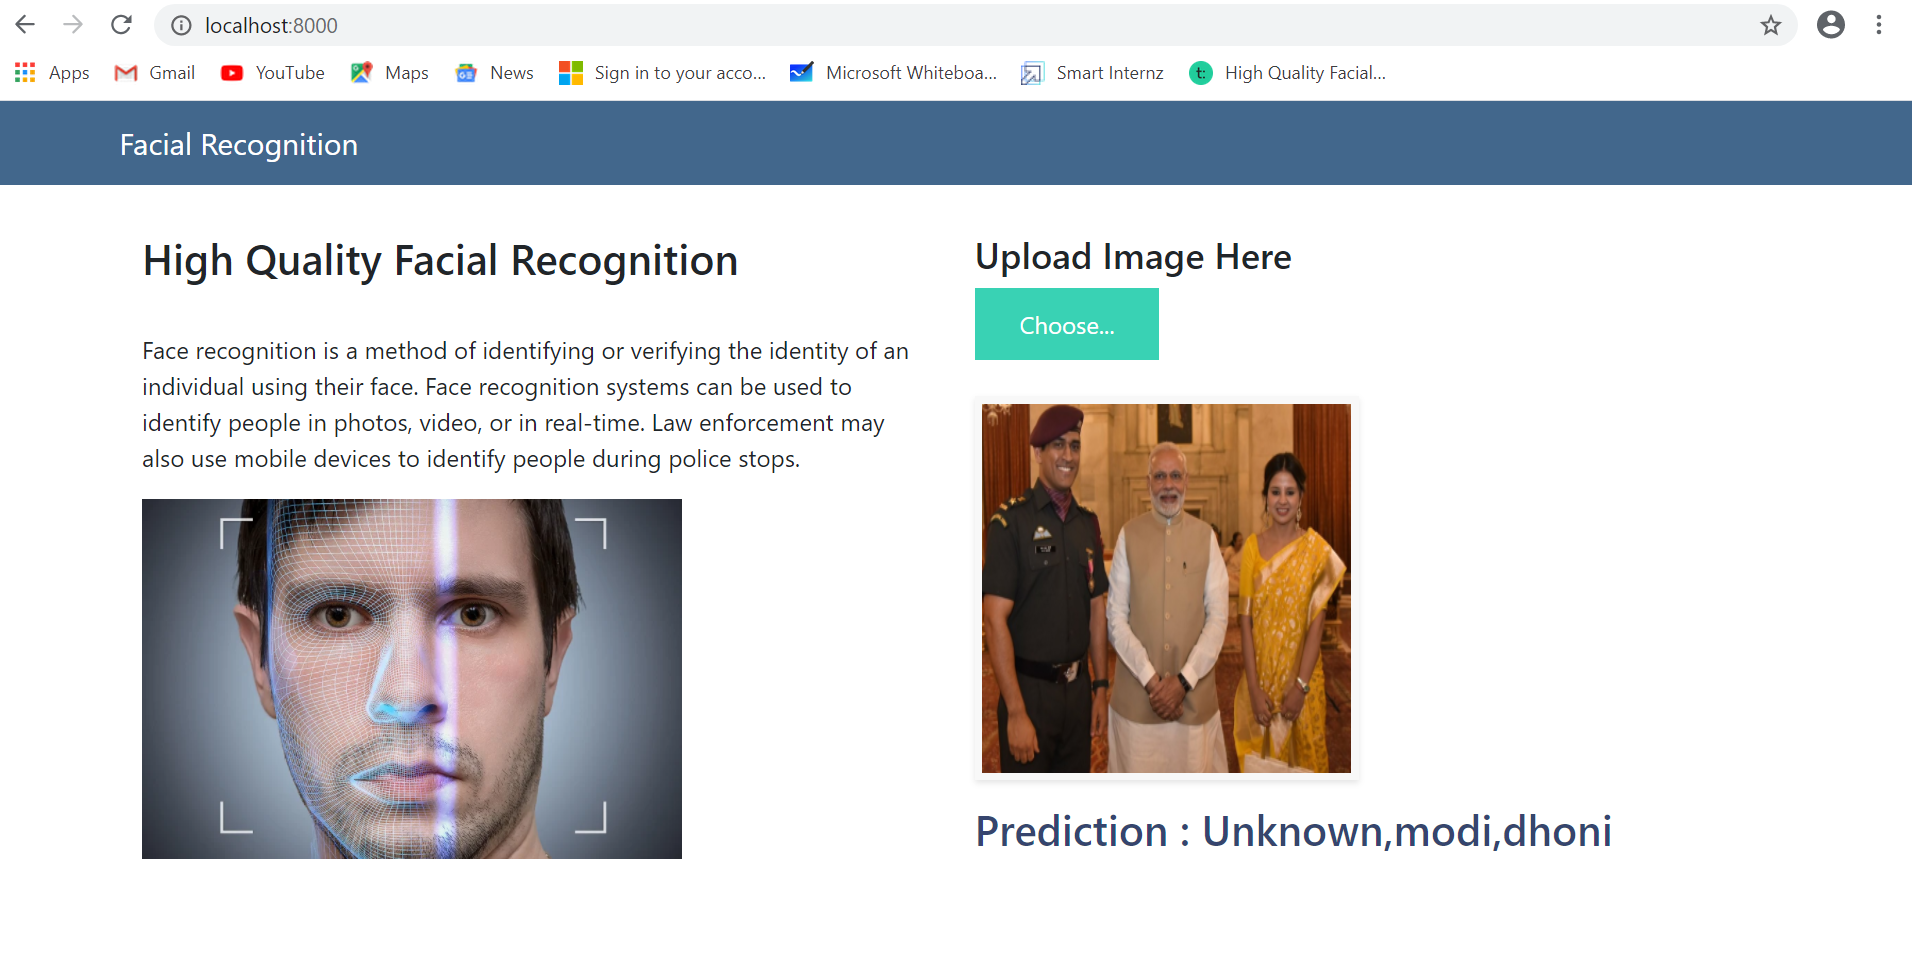 localhost:8000
Apps Gmail YouTube Maps News Sign in to your acco... Microsoft Whiteboa... Smart Internz t: High Quality Facial...
Facial Recognition
High Quality Facial Recognition
Face recognition is a method of identifying or verifying the identity of an
individual using their face. Face recognition systems can be used to
identify people in photos, video, or in real-time. Law enforcement may
also use mobile devices to identify people during police stops.
Upload Image Here
Choose...
Prediction : Unknown,modi,dhoni